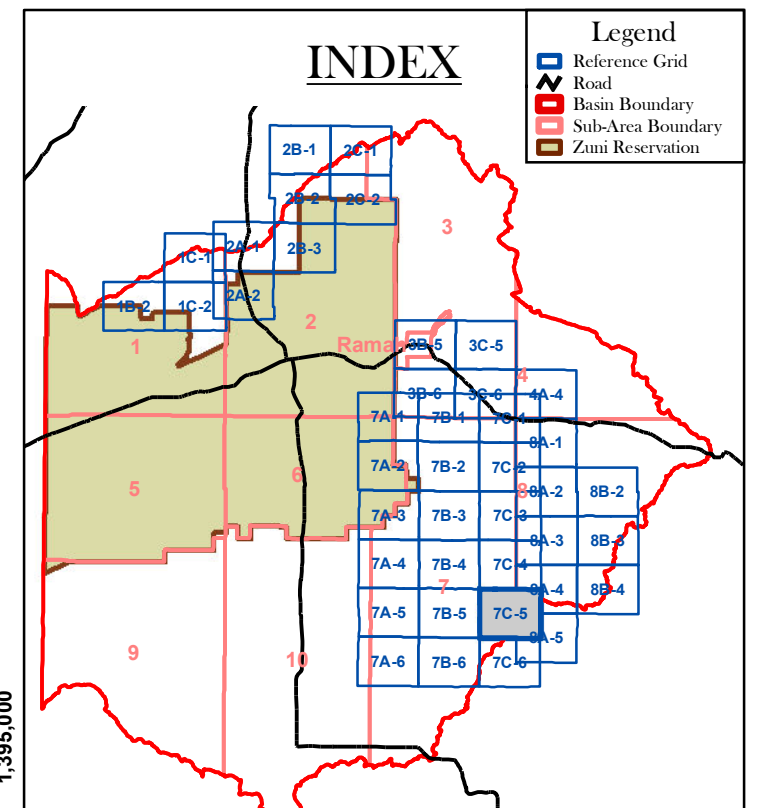 INDEX
Legend
Reference Grid
Road
Basin Boundary
Sub-Area Boundary
Zuni Reservation
2B-1 2C-1
2B-2 2C-2
3
2A-1 2B-3
1C-1
2A-2
1B-2 1C-2
2
1
Ramah 3B-5 3C-5
4
3B-6 3C-6 4A-4
7A-1 7B-1 7C-1
8A-1
7A-2 7B-2 7C-2
5 6 8 8A-2 8B-2
7A-3 7B-3 7C-3
8A-3 8B-3
7A-4 7B-4 7C-4
7 8A-4 8B-4
7A-5 7B-5 7C-5
8A-5
9 10 7A-6 7B-6 7C-6
1,395,000